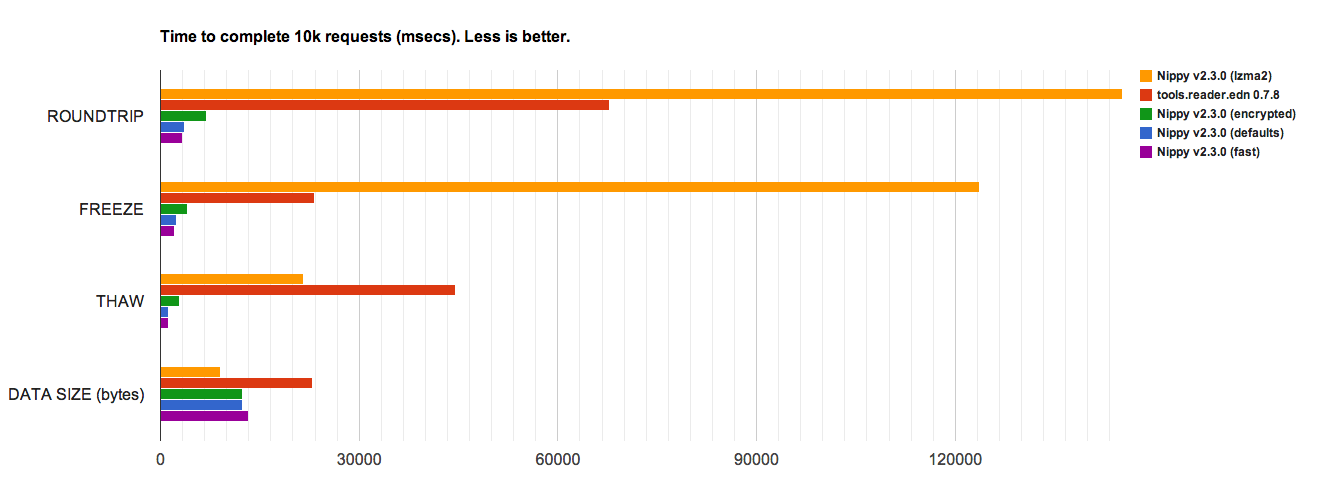 Time to complete 10k requests (msecs). Less is better.
Nippy v2.3.0 (lzma2)
tools.reader.edn 0.7.8
Nippy v2.3.0 (encrypted)
Nippy v2.3.0 (defaults)
Nippy v2.3.0 (fast)
ROUNDTRIP
FREEZE
THAW
DATA SIZE (bytes)
0 30000 60000 90000 120000